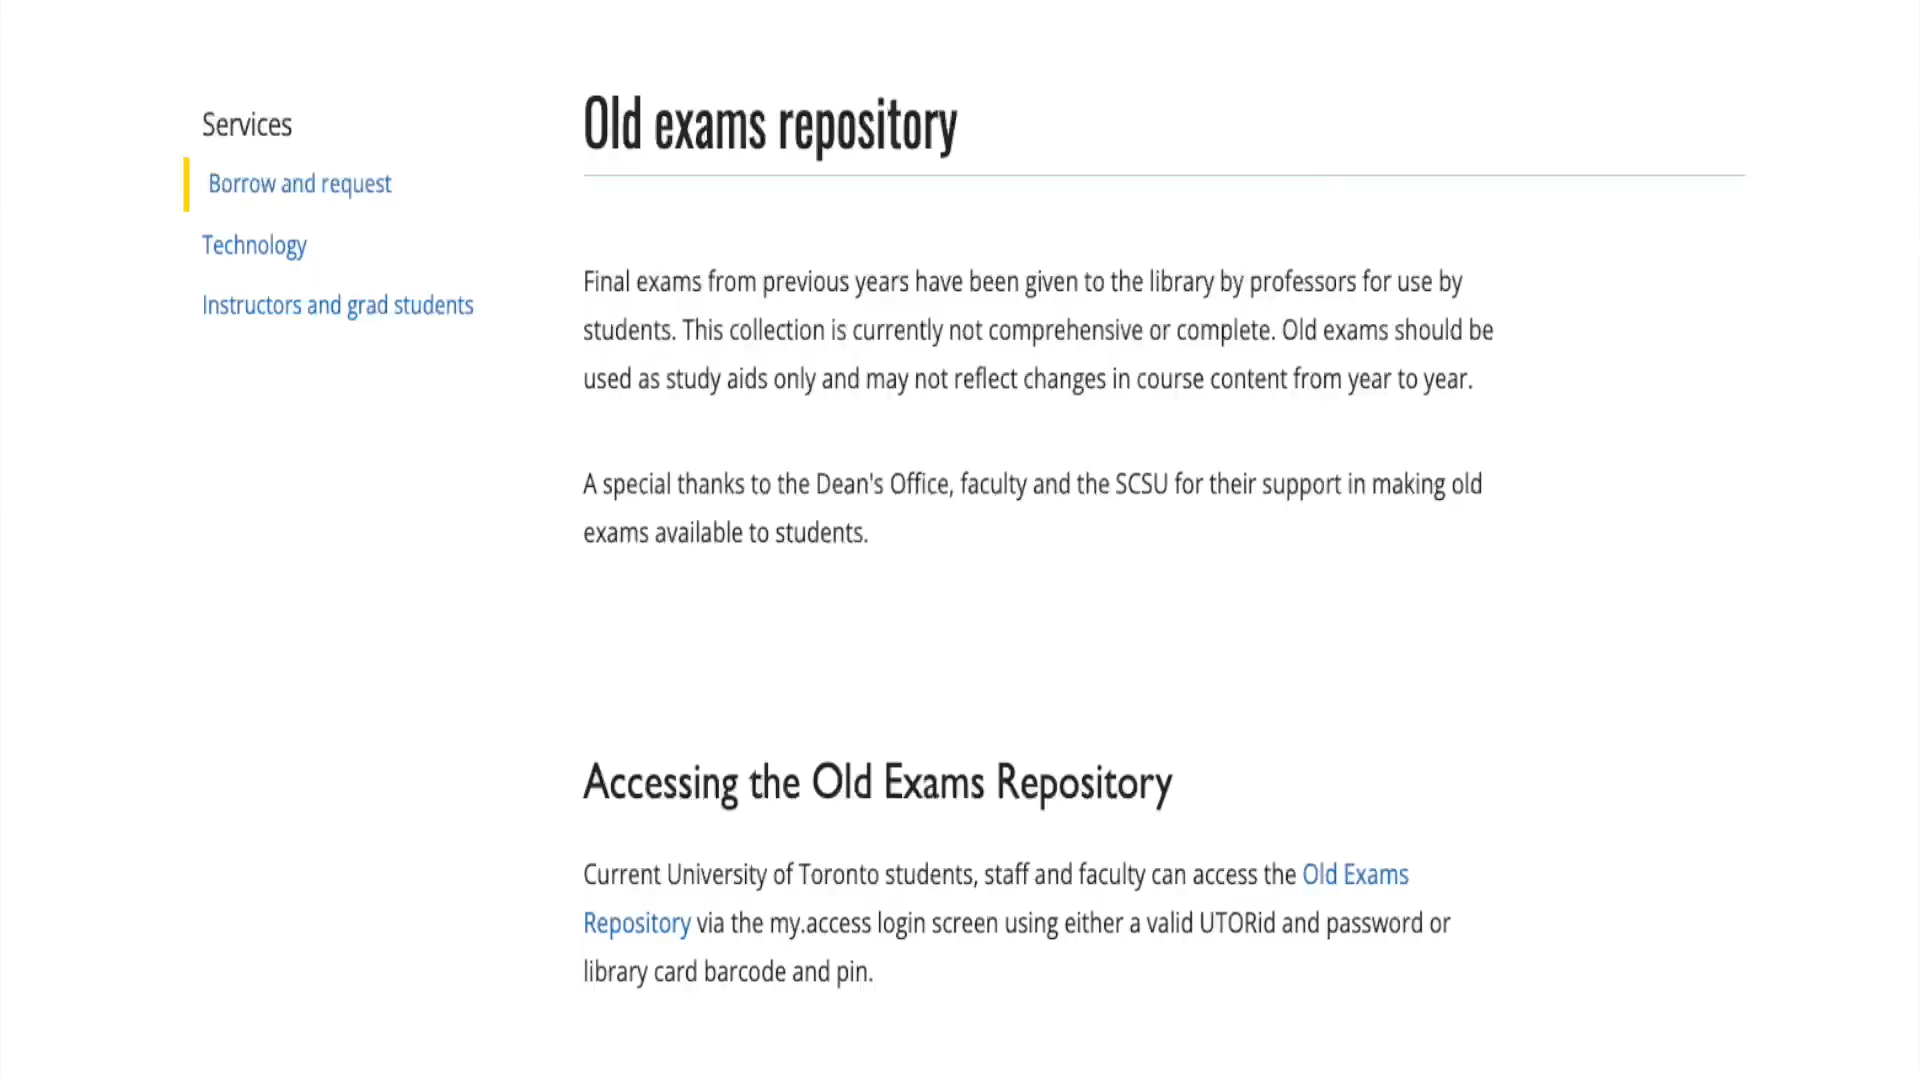 Services
Borrow and request
Technology
Instructors and grad students
Old exams repository
Final exams from previous years have been given to the library by professors for use by
students. This collection is currently not comprehensive or complete. Old exams should be
used as study aids only and may not reflect changes in course content from year to year.
A special thanks to the Dean's Office, faculty and the SCSU for their support in making old
exams available to students.
Accessing the Old Exams Repository
Current University of Toronto students, staff and faculty can access the Old Exams
Repository via the my.access login screen using either a valid UTORid and password or
library card barcode and pin.